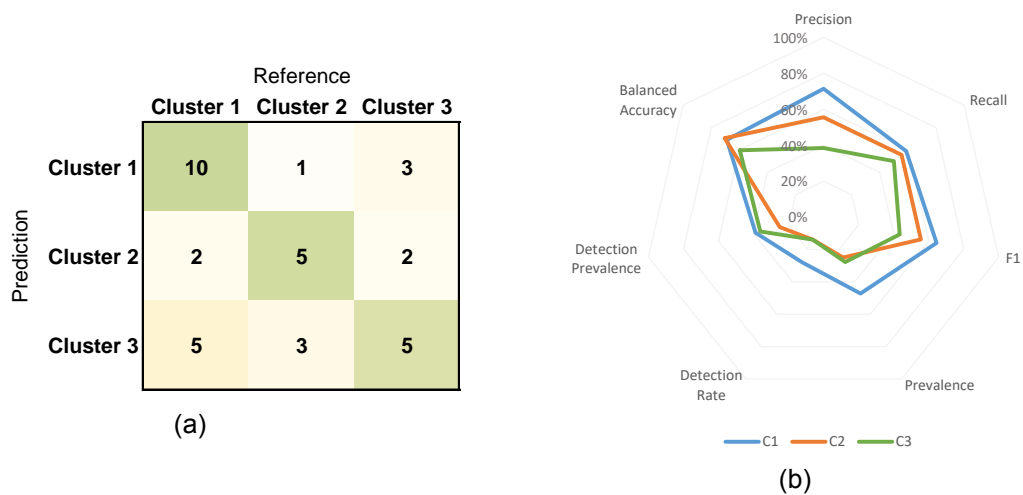 Reference
Cluster 1 Cluster 2 Cluster 3
Prediction
Cluster 1 10 1 3
Cluster 2 2 5 2
Cluster 3 5 3 5
(a)
Precision
100%
80%
60%
40%
20%
0%
Recall
F1
Prevalence
Detection
Rate
Detection
Prevalence
Balanced
Accuracy
C1 C2 C3
(b)